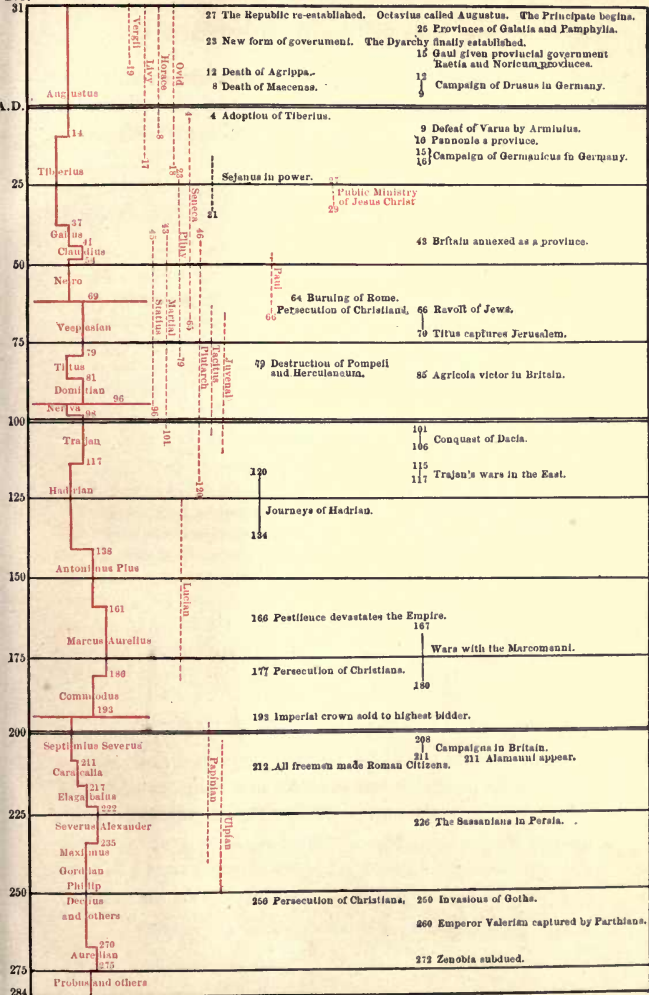 31
27 The Republic re-established. Octavius called Augustus. The Principate begins.
25 Provinces of Galatia and Pamphylia.
23 New form of goverument. The Dyarchy finally established.
15 Gaul given provincial government
Raetia and Noricum provinces.
12 Death of Agrippa.
12
9
Campaign of Drusus in Germany.
8 Death of Maecenas.
Vergil
19
Livy
17
Horace
8
Ovid
18
Augustus
A.D.
4 Adoption of Tiberius.
4
14
9 Defeat of Varus by Arminius.
10 Pannonia a province.
15
16
Campaign of Germanicus in Germany.
Tiberius
23
25
Sejanus in power.
31
Public Ministry
of Jesus Christ
29
Seneca
65
Pliny
79
37
Gaius
41
Claudius
54
43 Britain annexed as a province.
45
Statius
96
43
Martial
101
46
Plutarch
120
50
Nero
Paul
66
64 Burning of Rome.
Persecution of Christians.
66 Revolt of Jews.
69
70 Titus captures Jerusalem.
Vespasian
Tacitus
Juvenal
75
79
Titus
81
Domitian
96
79 Destruction of Pompeii
and Herculeneum.
85 Agricola victor in Britain.
Nerva
98
100
Trajan
101
106
Conquest of Dacia.
117
115
117
Trajan's wars in the East.
Hadrian
120
125
Journeys of Hadrian.
134
138
Antoninus Pius
Lucian
150
161
166 Pestilence devastates the Empire.
167
Marcus Aurelius
Wars with the Marcomanni.
175
177 Persecution of Christians.
180
186
Commodus
193
193 Imperial crown sold to highest bidder.
200
Septimius Severus
208
211
Campaigns in Britain.
211 Alamanni appear.
211
Caracalla
212 All freemen made Roman Citizens.
217
Elagabalus
222
Papinian
Ulpian
225
Severus Alexander
226 The Sassanians in Persia.
235
Maximus
Gordian
Philip
250
Decius
and others
250 Persecution of Christians.
250 Invasious of Goths.
260 Emperor Valerian captured by Parthians.
270
Aurelian
275
272 Zenobia subdued.
275
Probus and others
284